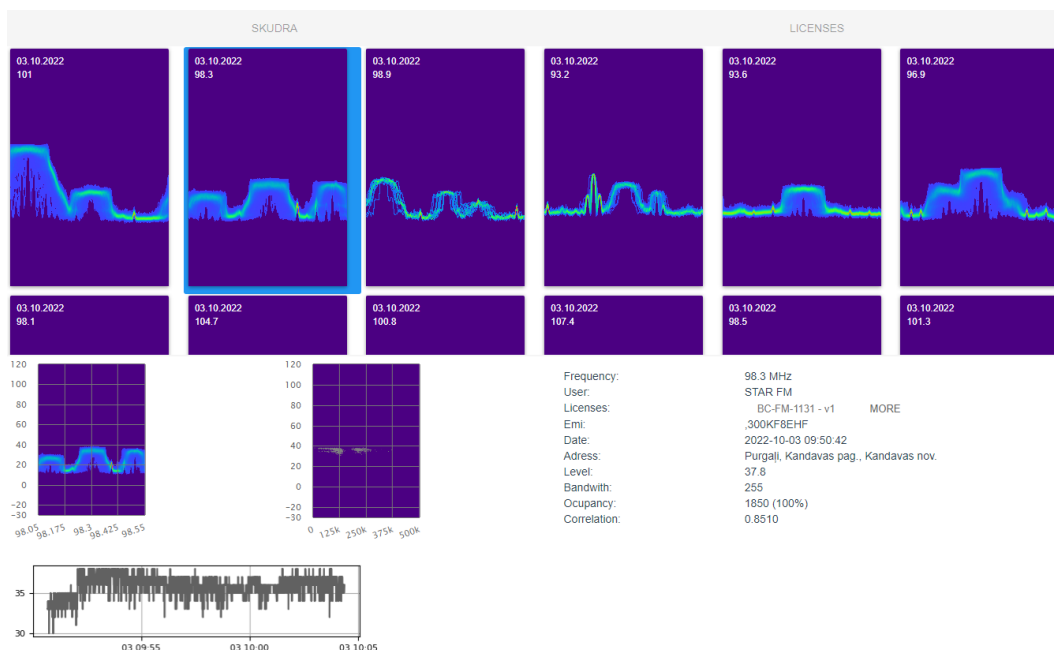 SKUDRA LICENSES
03.10.2022 03.10.2022 03.10.2022 03.10.2022 03.10.2022 03.10.2022
101 98.3 98.9 93.2 93.6 96.9
03.10.2022 03.10.2022 03.10.2022 03.10.2022 03.10.2022 03.10.2022
98.1 104.7 100.8 107.4 98.5 101.3
120
100
80
60
40
20
0
−20
−30
98.05 98.175 98.3 98.425 98.55
120
100
80
60
40
20
0
−20
−30
0 125k 250k 375k 500k
Frequency: 98.3 MHz
User: STAR FM
Licenses: BC-FM-1131 - v1 MORE
Emi: ,300KF8EHF
Date: 2022-10-03 09:50:42
Adress: Purgaļi, Kandavas pag., Kandavas nov.
Level: 37.8
Bandwith: 255
Ocupancy: 1850 (100%)
Correlation: 0.8510
35
30
03 09:55 03 10:00 03 10:05